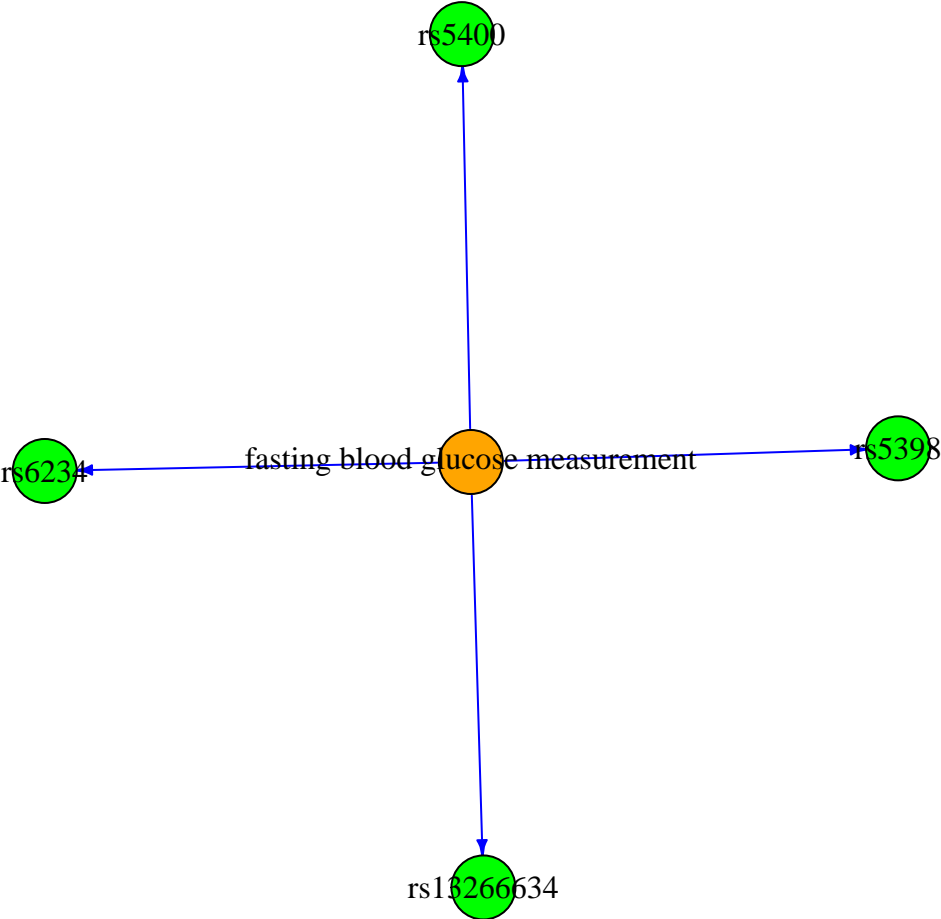 rs5400
fasting blood glucose measurement
rs5398
rs6234
rs13266634